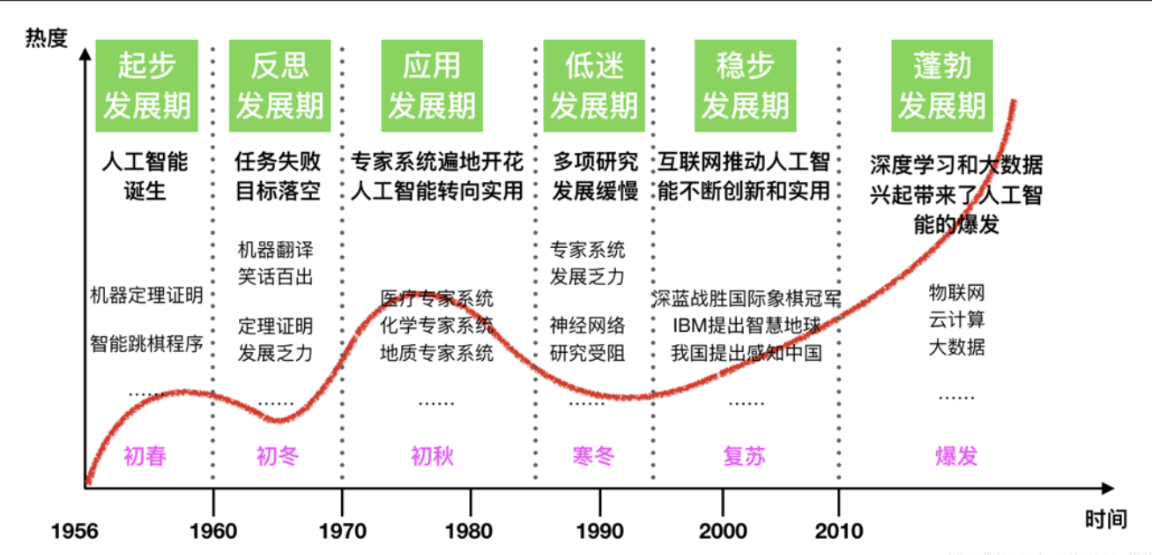 热度
起步
发展期
人工智能
诞生
机器定理证明
智能跳棋程序
……
初春
反思
发展期
任务失败
目标落空
机器翻译
笑话百出
定理证明
发展乏力
……
初冬
应用
发展期
专家系统遍地开花
人工智能转向实用
医疗专家系统
化学专家系统
地质专家系统
……
初秋
低迷
发展期
多项研究
发展缓慢
专家系统
发展乏力
神经网络
研究受阻
……
寒冬
稳步
发展期
互联网推动人工智
能不断创新和实用
深蓝战胜国际象棋冠军
IBM提出智慧地球
我国提出感知中国
……
复苏
蓬勃
发展期
深度学习和大数据
兴起带来了人工智
能的爆发
物联网
云计算
大数据
……
爆发
1956
1960
1970
1980
1990
2000
2010
时间